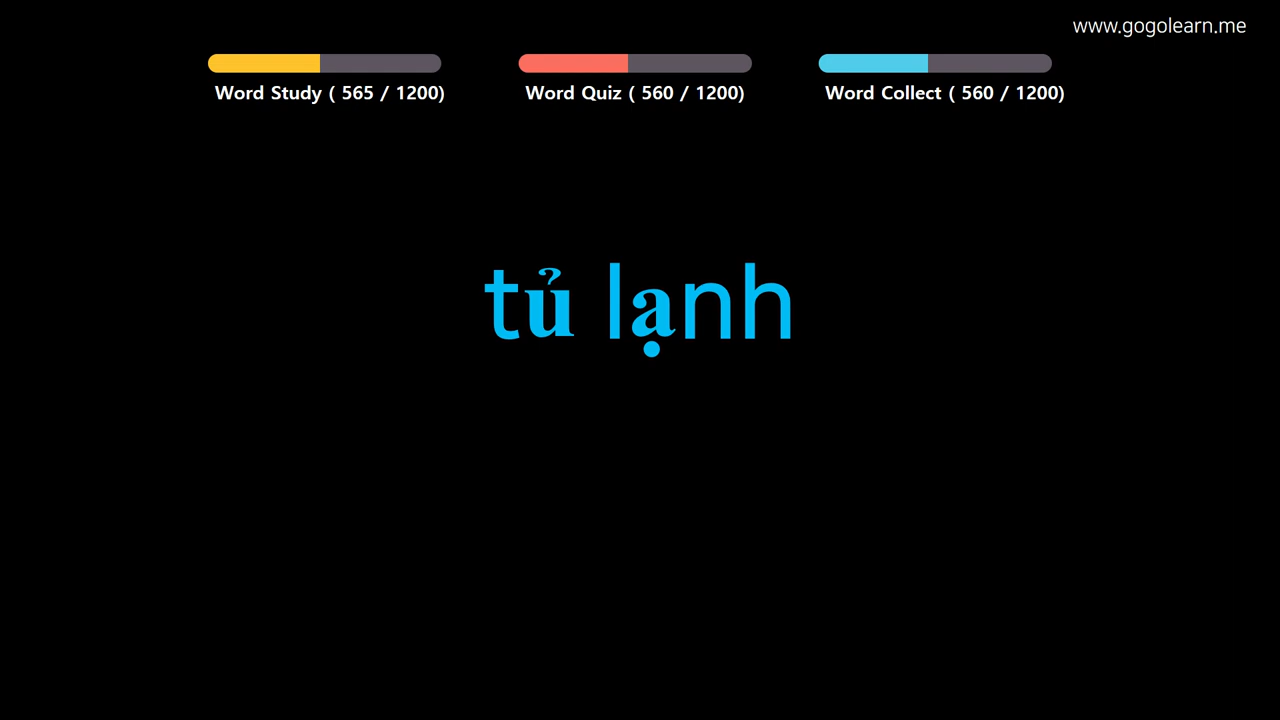 www.gogolearn.me
Word Study ( 565 / 1200)
Word Quiz ( 560 / 1200)
Word Collect ( 560 / 1200)
tủ lạnh